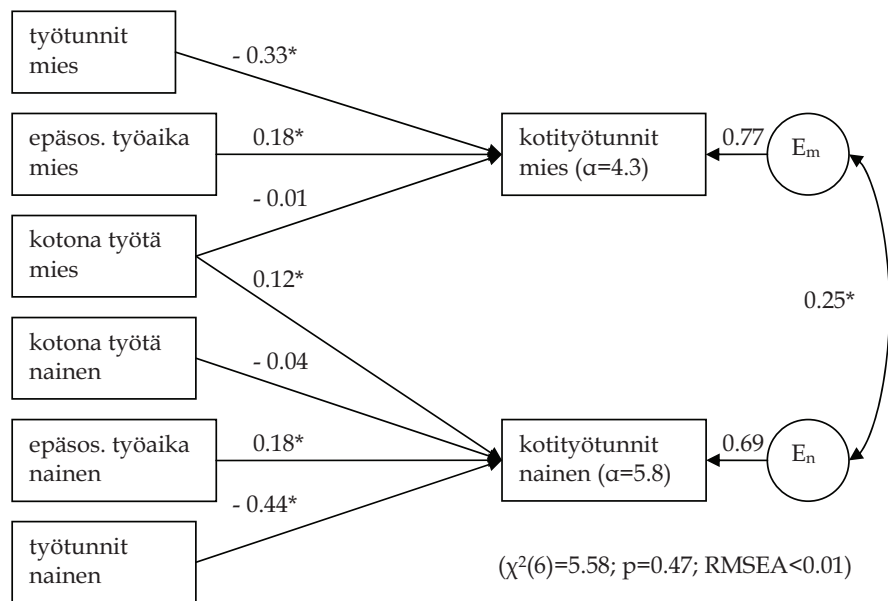 työtunnit
mies
- 0.33*
epäsos. työaika
mies
0.18*
kotityötunnit
mies (α=4.3)
0.77
Em
- 0.01
kotona työtä
mies
0.12*
0.25*
kotona työtä
nainen
- 0.04
epäsos. työaika
nainen
0.18*
kotityötunnit
nainen (α=5.8)
0.69
En
- 0.44*
työtunnit
nainen
(χ²(6)=5.58; p=0.47; RMSEA<0.01)